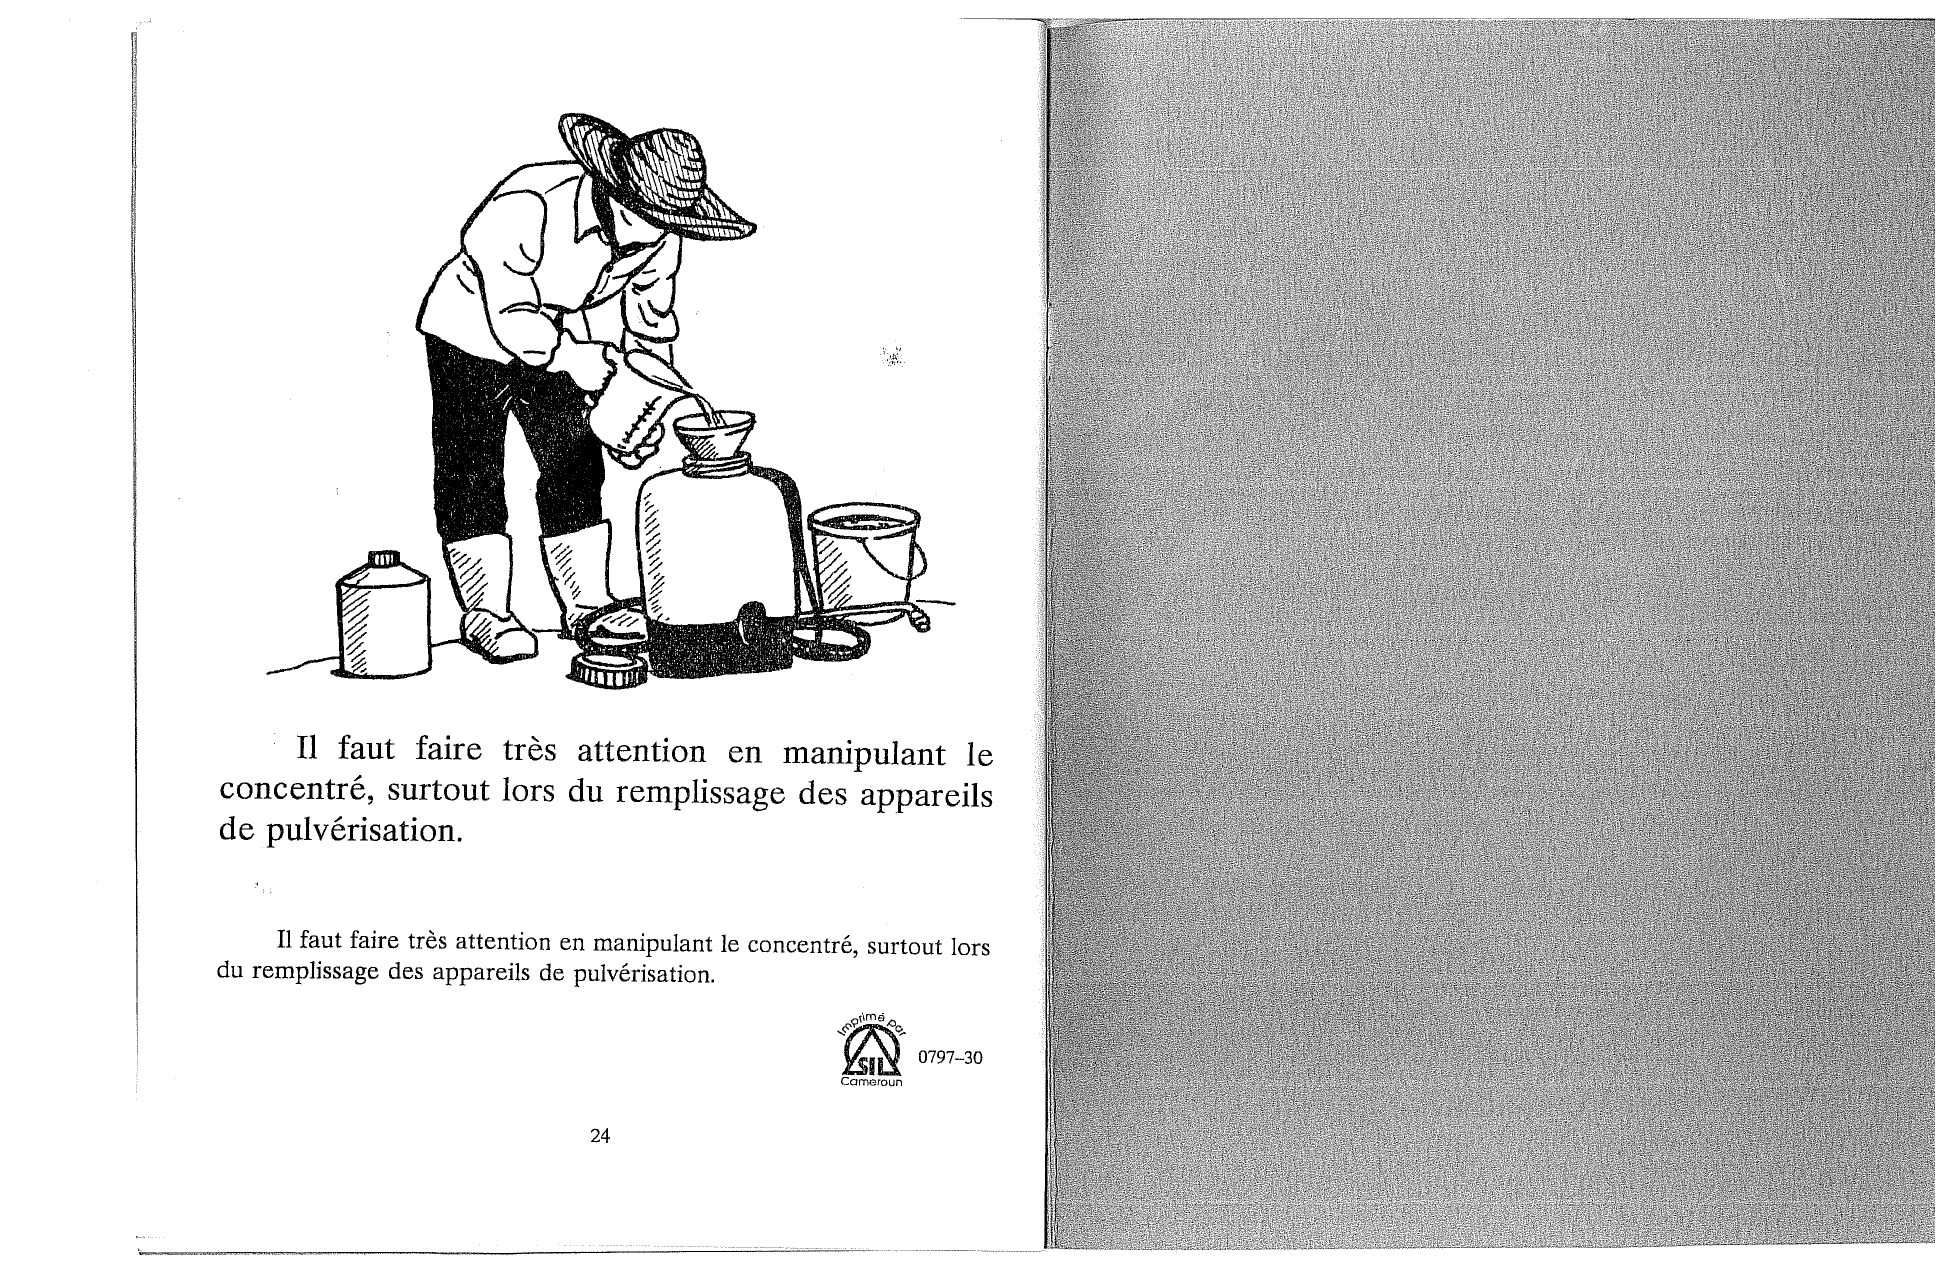 Il faut faire très attention en manipulant le
concentré, surtout lors du remplissage des appareils
de pulvérisation.
Il faut faire très attention en manipulant le concentré, surtout lors
du remplissage des appareils de pulvérisation.
Imprimé par
SIL
Cameroun
0797–30
24